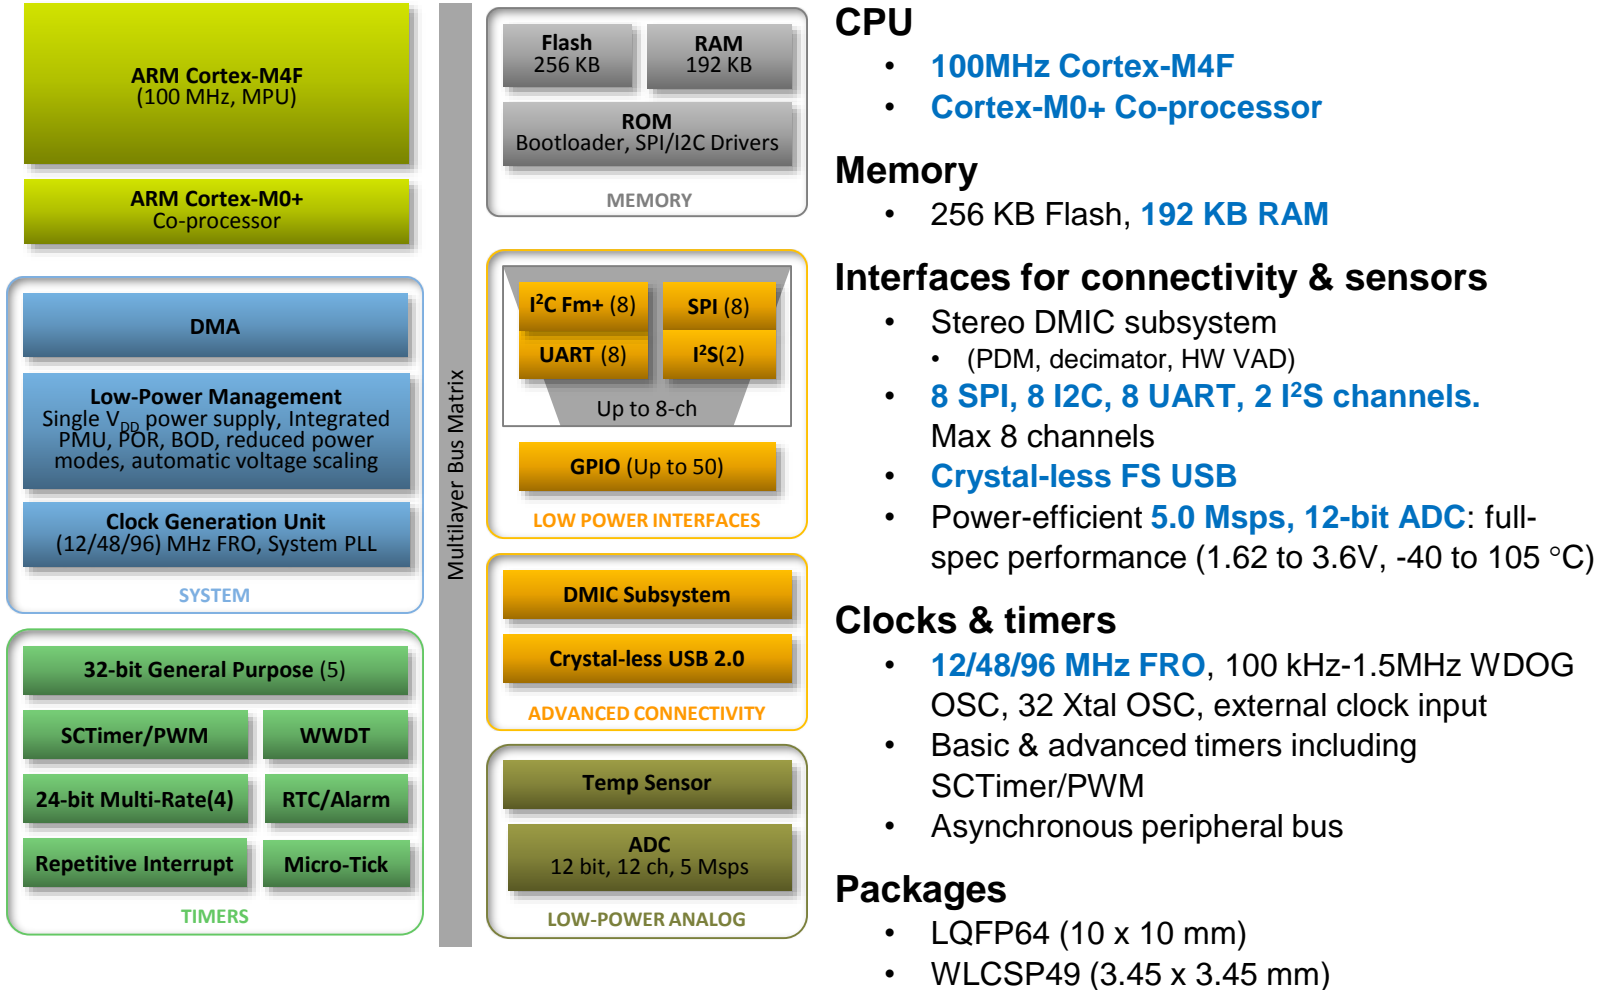 ARM Cortex-M4F
(100 MHz, MPU)
ARM Cortex-M0+
Co-processor
DMA
Low-Power Management
Single VDD power supply, Integrated
PMU, POR, BOD, reduced power
modes, automatic voltage scaling
Clock Generation Unit
(12/48/96) MHz FRO, System PLL
SYSTEM
32-bit General Purpose (5)
SCTimer/PWM
WWDT
24-bit Multi-Rate(4)
RTC/Alarm
Repetitive Interrupt
Micro-Tick
TIMERS
Multilayer Bus Matrix
Flash
256 KB
RAM
192 KB
ROM
Bootloader, SPI/I2C Drivers
MEMORY
I²C Fm+ (8)
SPI (8)
UART (8)
I²S(2)
Up to 8-ch
GPIO (Up to 50)
LOW POWER INTERFACES
DMIC Subsystem
Crystal-less USB 2.0
ADVANCED CONNECTIVITY
Temp Sensor
ADC
12 bit, 12 ch, 5 Msps
LOW-POWER ANALOG
CPU
• 100MHz Cortex-M4F
• Cortex-M0+ Co-processor
Memory
• 256 KB Flash, 192 KB RAM
Interfaces for connectivity & sensors
• Stereo DMIC subsystem
• (PDM, decimator, HW VAD)
• 8 SPI, 8 I2C, 8 UART, 2 I²S channels.
Max 8 channels
• Crystal-less FS USB
• Power-efficient 5.0 Msps, 12-bit ADC: full-
spec performance (1.62 to 3.6V, -40 to 105 °C)
Clocks & timers
• 12/48/96 MHz FRO, 100 kHz-1.5MHz WDOG
OSC, 32 Xtal OSC, external clock input
• Basic & advanced timers including
SCTimer/PWM
• Asynchronous peripheral bus
Packages
• LQFP64 (10 x 10 mm)
• WLCSP49 (3.45 x 3.45 mm)